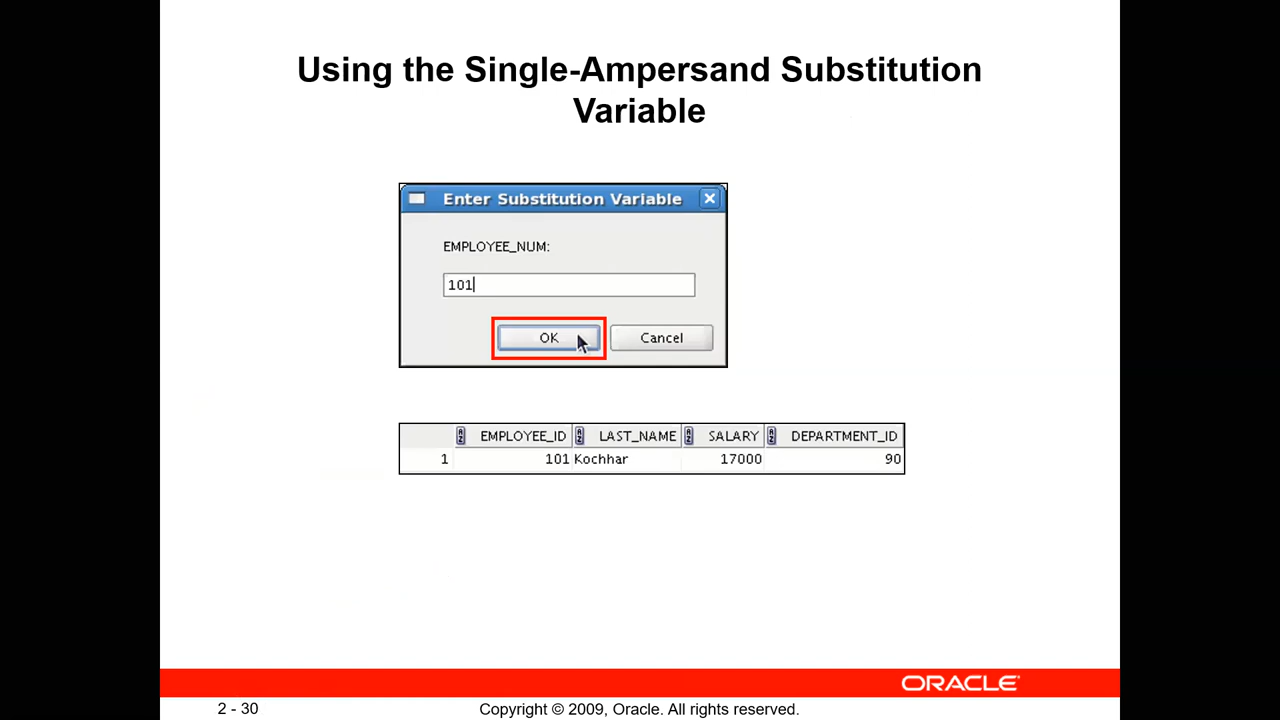 Using the Single-Ampersand Substitution
Variable
Enter Substitution Variable
EMPLOYEE_NUM:
101
OK Cancel
EMPLOYEE_ID LAST_NAME SALARY DEPARTMENT_ID
1 101 Kochhar 17000 90
ORACLE
2 - 30 Copyright © 2009, Oracle. All rights reserved.